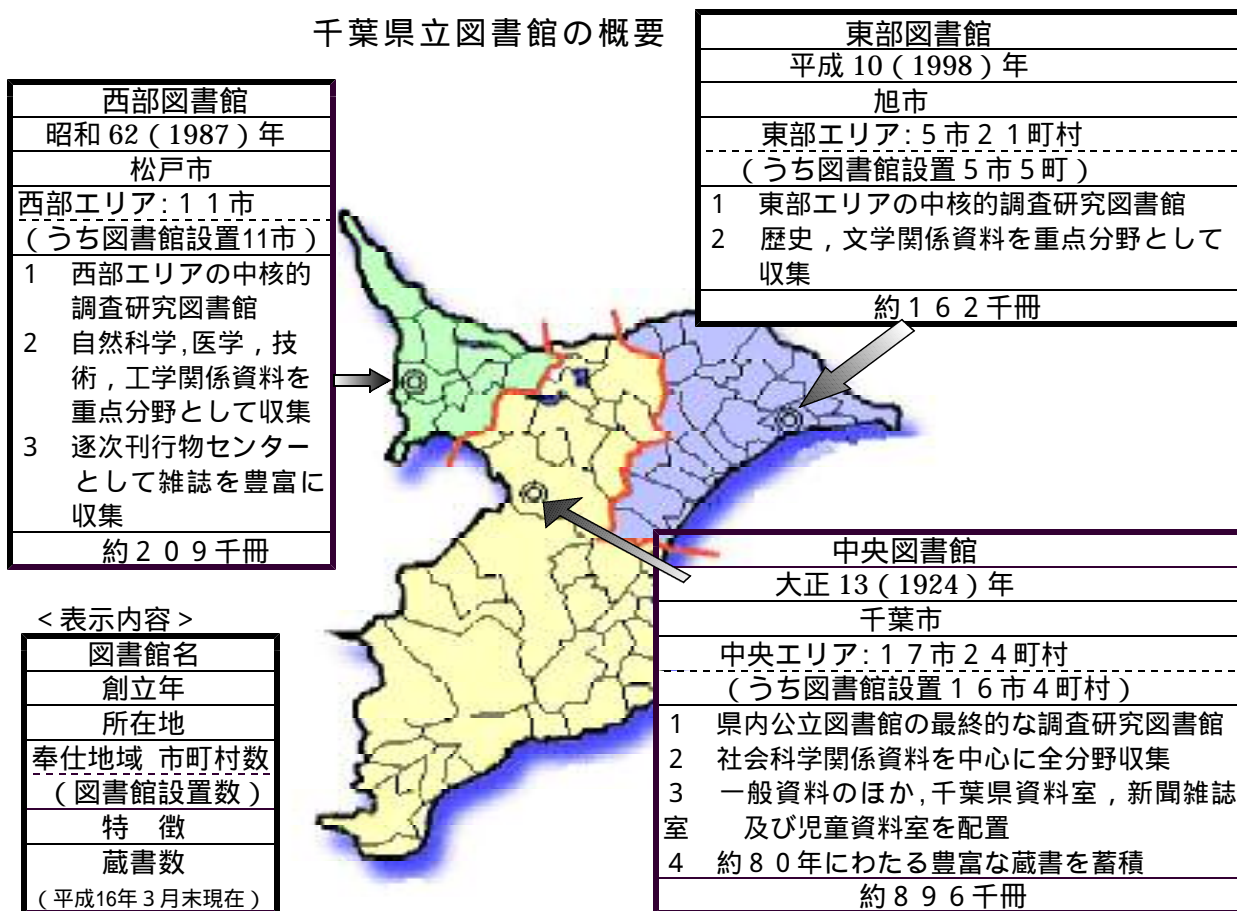 千葉県立図書館の概要
西部図書館
昭和 62 ( 1987 ) 年
松戸市
西部エリア: 1 1 市
( うち図書館設置11市 )
1 西部エリアの中核的
調査研究図書館
2 自然科学,医学 , 技
術 , 工学関係資料を
重点分野として収集
3 逐次刊行物センター
として雑誌を豊富に
収集
約 2 0 9 千冊
東部図書館
平成 10 ( 1998 ) 年
旭市
東部エリア: 5 市 2 1 町村
( うち図書館設置 5 市 5 町 )
1 東部エリアの中核的調査研究図書館
2 歴史 , 文学関係資料を重点分野として
収集
約 1 6 2 千冊
中央図書館
大正 13 ( 1924 ) 年
千葉市
中央エリア: 1 7 市 2 4 町村
( うち図書館設置 1 6 市 4 町村 )
1 県内公立図書館の最終的な調査研究図書館
2 社会科学関係資料を中心に全分野収集
3 一般資料のほか,千葉県資料室 , 新聞雑誌
室 及び児童資料室を配置
4 約 8 0 年にわたる豊富な蔵書を蓄積
約 8 9 6 千冊
< 表示内容 >
図書館名
創立年
所在地
奉仕地域 市町村数
( 図書館設置数 )
特 徴
蔵書数
( 平成16年 3 月末現在 )